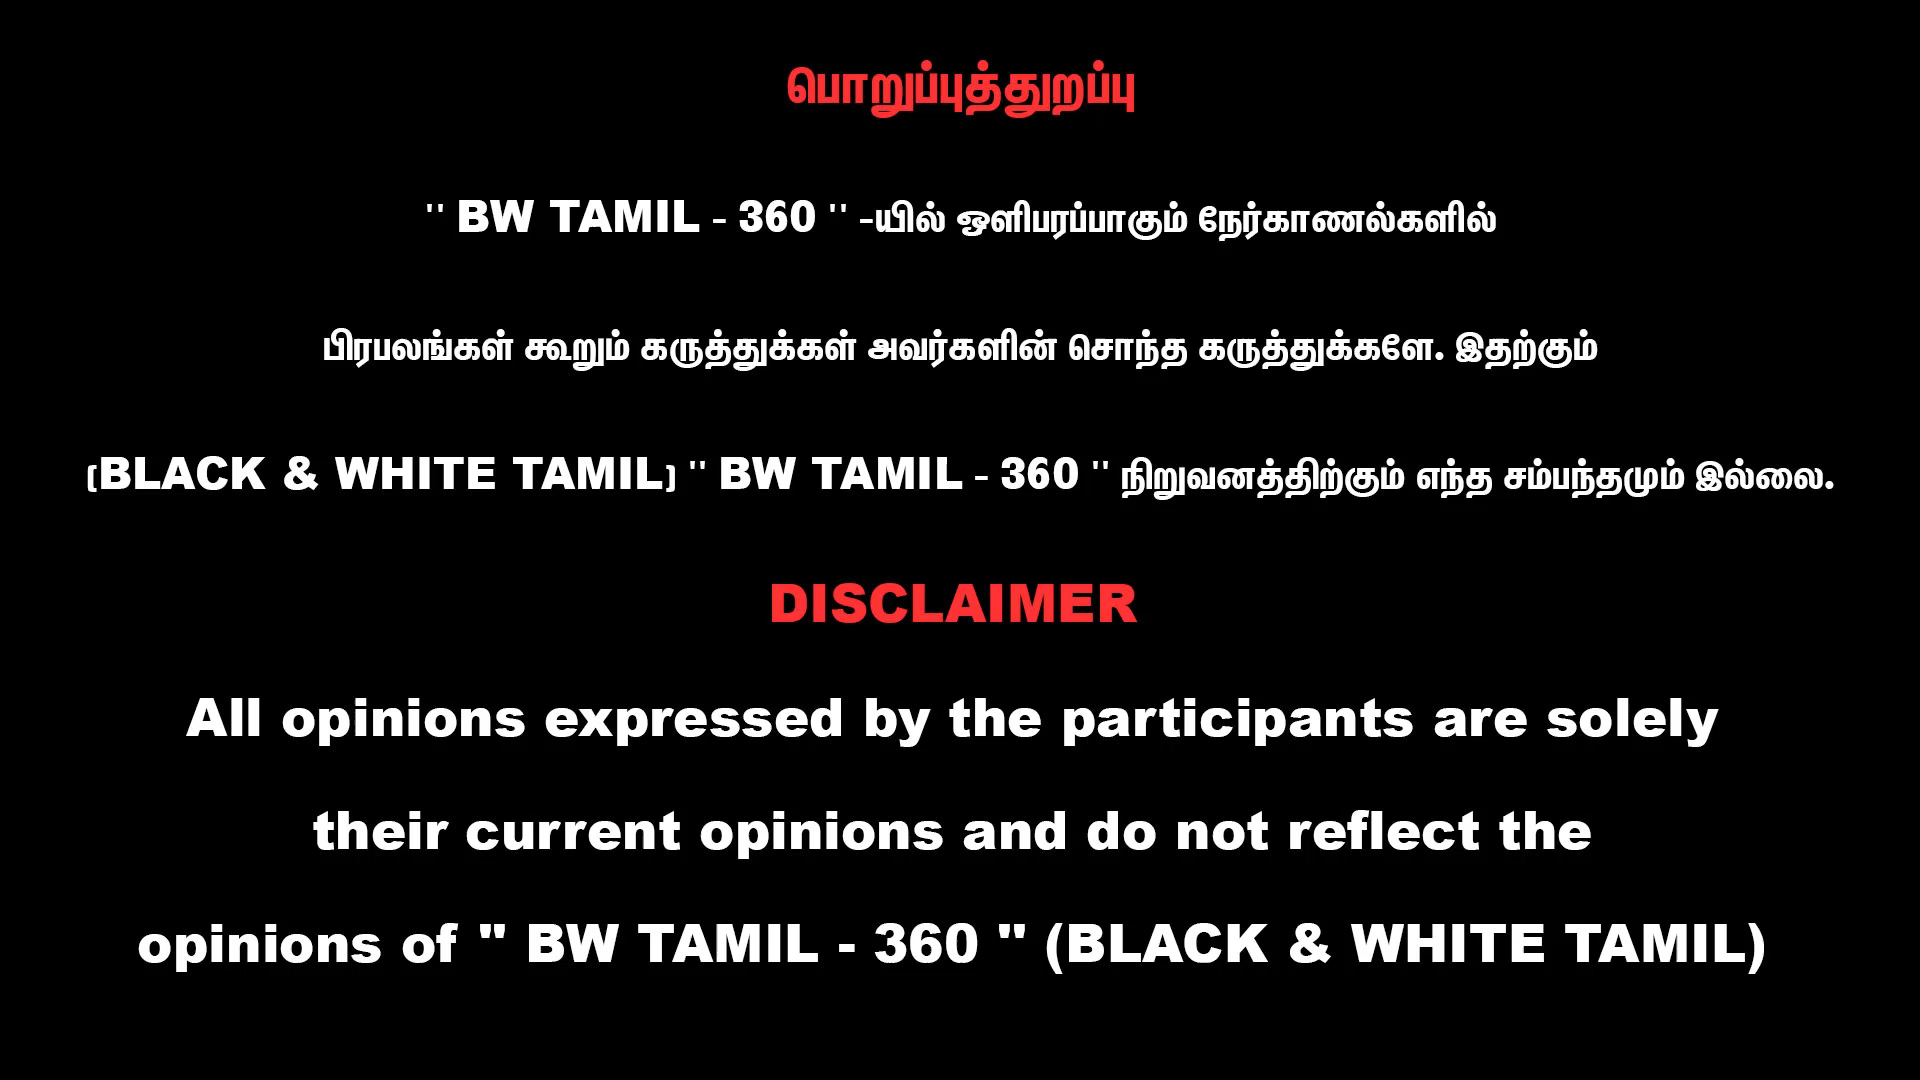 பொறுப்புத்துறப்பு
'' BW TAMIL - 360 '' -யில் ஒளிபரப்பாகும் நேர்காணல்களில்
பிரபலங்கள் கூறும் கருத்துக்கள் அவர்களின் சொந்த கருத்துக்களே. இதற்கும்
(BLACK & WHITE TAMIL) '' BW TAMIL - 360 '' நிறுவனத்திற்கும் எந்த சம்பந்தமும் இல்லை.
DISCLAIMER
All opinions expressed by the participants are solely
their current opinions and do not reflect the
opinions of " BW TAMIL - 360 " (BLACK & WHITE TAMIL)